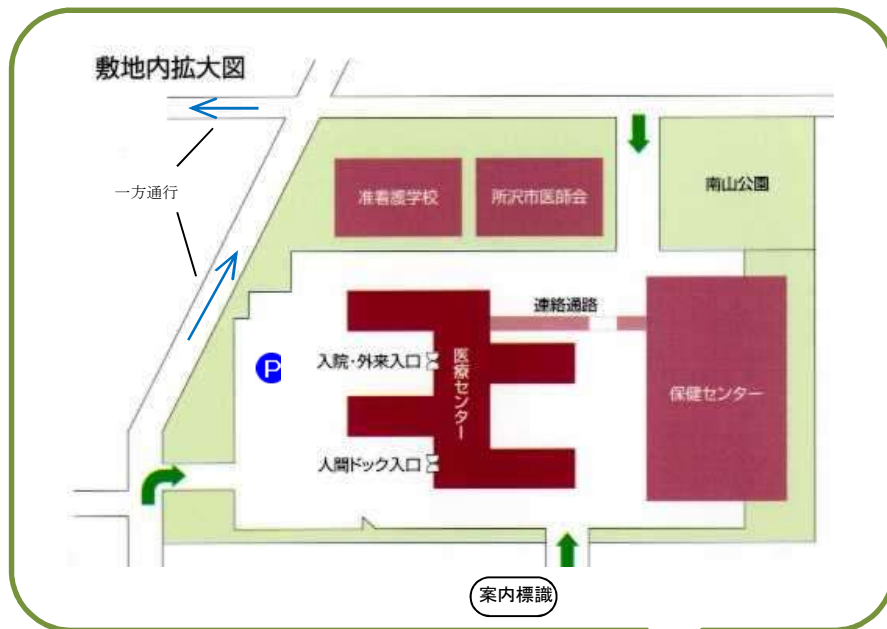 敷地内拡大図
一方通行
准看護学校
所沢市医師会
南山公園
連絡通路
P
入院・外来入口
医療センター
保健センター
人間ドック入口
案内標識